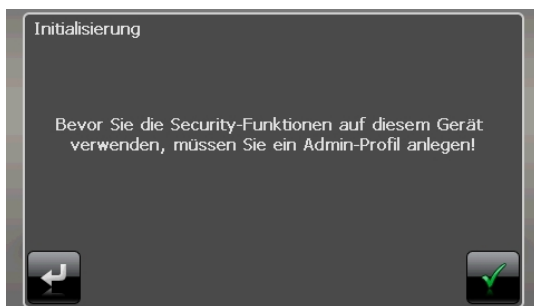 Initialisierung
Bevor Sie die Security-Funktionen auf diesem Gerät
verwenden, müssen Sie ein Admin-Profil anlegen!